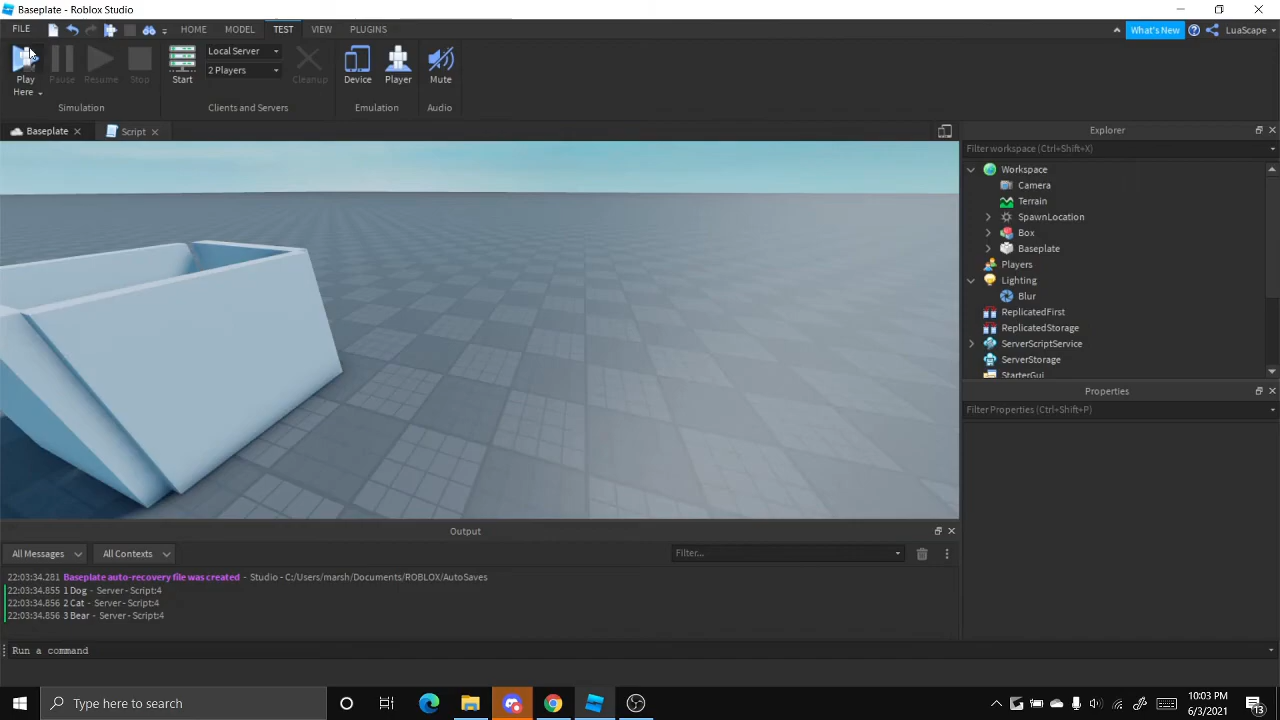 Baseplate - Roblox Studio
FILE HOME MODEL TEST VIEW PLUGINS What's New LuaScape
Play Here Pause Resume Stop Start Local Server 2 Players Cleanup Device Player Mute
Simulation Clients and Servers Emulation Audio
Baseplate Script
Explorer
Filter workspace (Ctrl+Shift+X)
Workspace
Camera
Terrain
SpawnLocation
Box
Baseplate
Players
Lighting
Blur
ReplicatedFirst
ReplicatedStorage
ServerScriptService
ServerStorage
StarterGui
Properties
Filter Properties (Ctrl+Shift+P)
Output
All Messages All Contexts Filter...
22:03:34.281 Baseplate auto-recovery file was created - Studio - C:/Users/marsh/Documents/ROBLOX/AutoSaves
22:03:34.855 1 Dog - Server - Script:4
22:03:34.856 2 Cat - Server - Script:4
22:03:34.856 3 Bear - Server - Script:4
Run a command
Type here to search
10:03 PM
6/3/2021